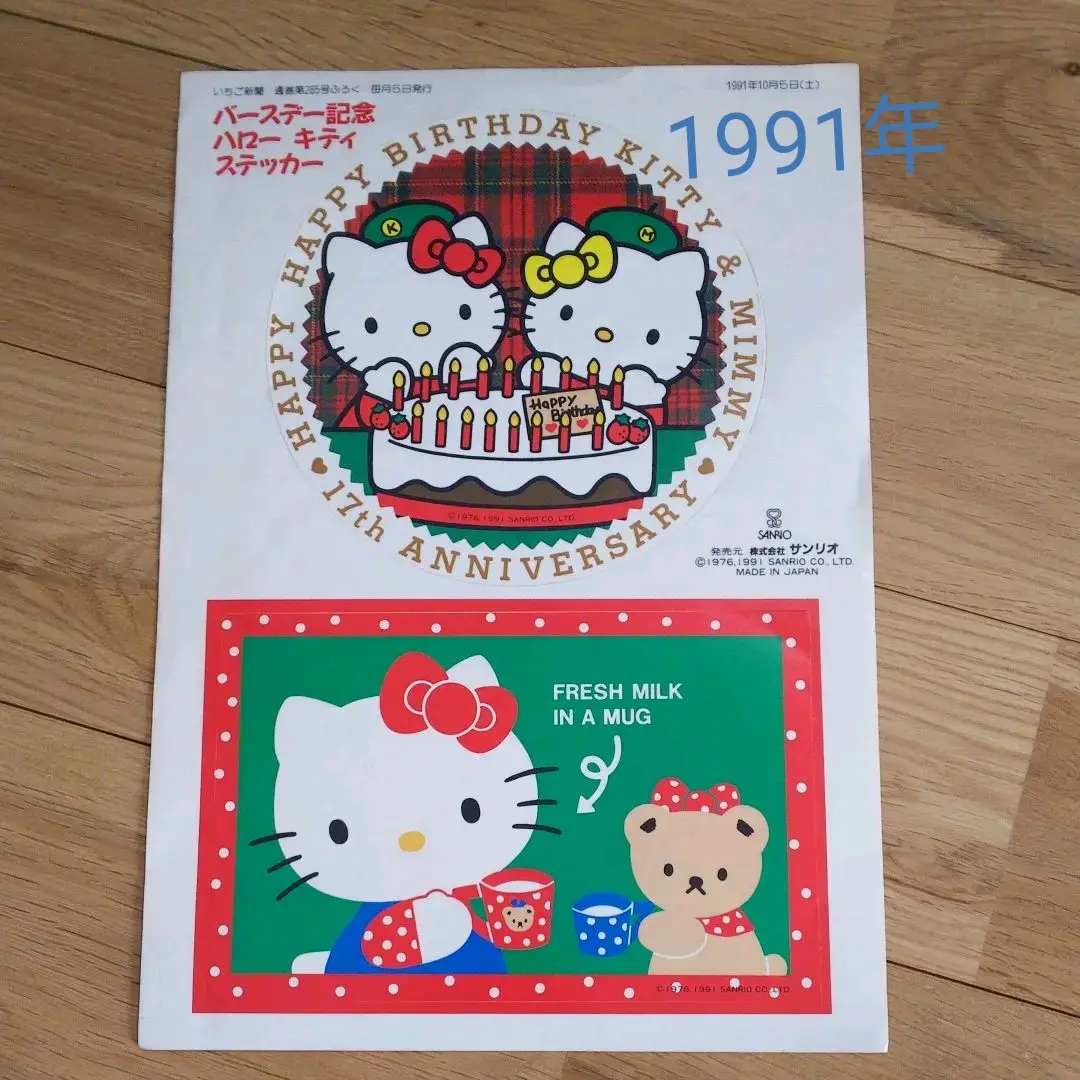 いちご新聞 通巻第285号ふろく 毎月5日発行
1991年10月5日(土)
バースデー記念
ハロー キティ
ステッカー
1991年
HAPPY HAPPY BIRTHDAY KITTY & MIMMY
17th ANNIVERSARY
K
M
Happy
Birthday
©1976,1991 SANRIO CO., LTD.
SANRIO
発売元 株式会社 サンリオ
©1976,1991 SANRIO CO., LTD.
MADE IN JAPAN
FRESH MILK
IN A MUG
©1976,1991 SANRIO CO., LTD.